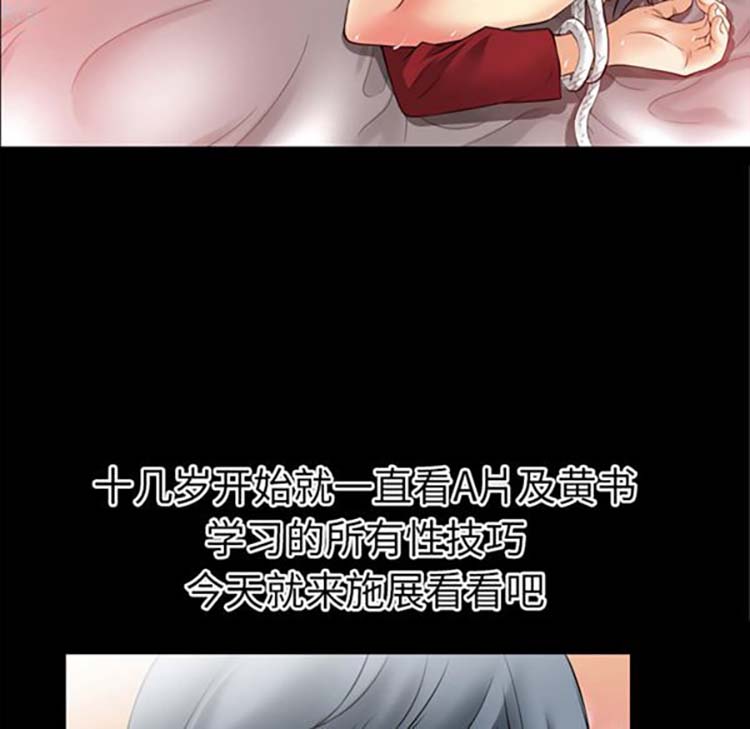 十几岁开始就一直看A片及黄书
学习的所有性技巧
今天就来施展看看吧